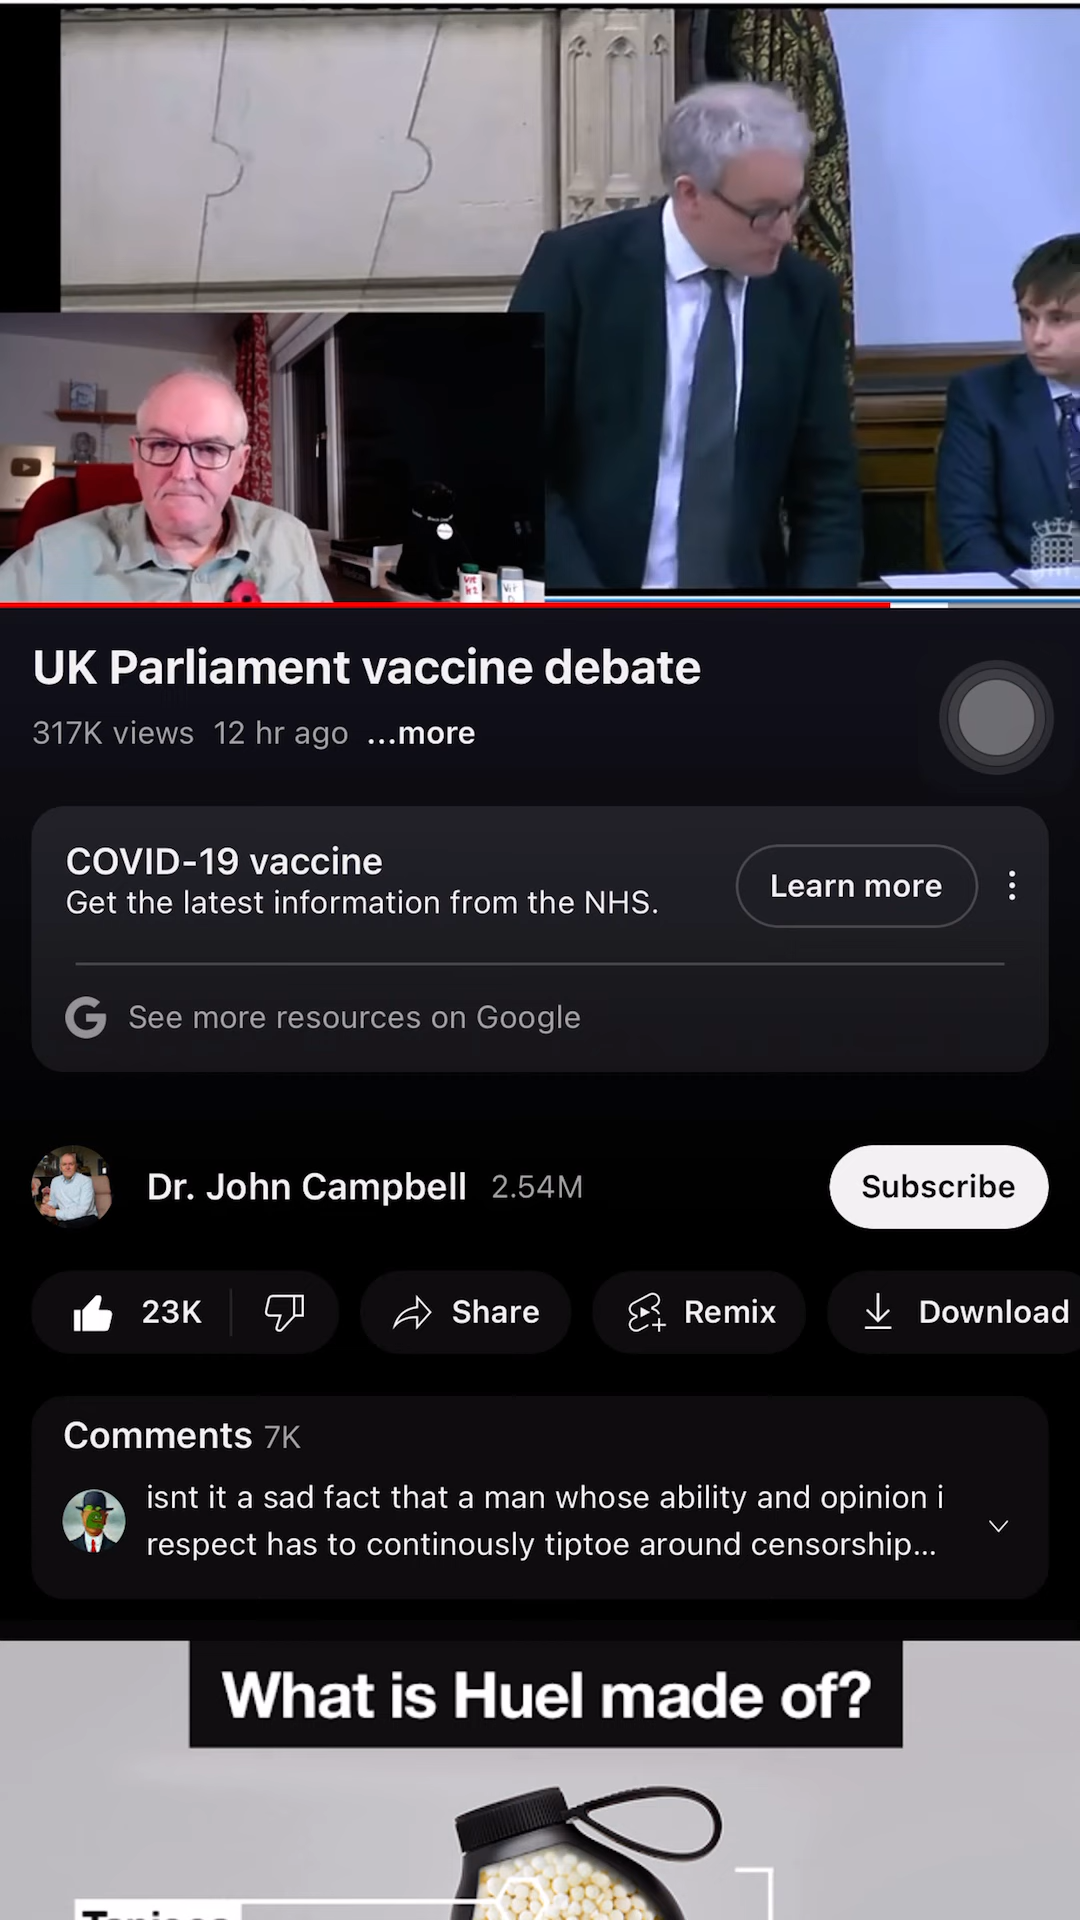 VIT
K2
Vit
D
UK Parliament vaccine debate
317K views 12 hr ago ...more
COVID-19 vaccine
Get the latest information from the NHS.
Learn more
See more resources on Google
Dr. John Campbell 2.54M
Subscribe
23K
Share
Remix
Download
Comments 7K
isnt it a sad fact that a man whose ability and opinion i
respect has to continously tiptoe around censorship...
What is Huel made of?